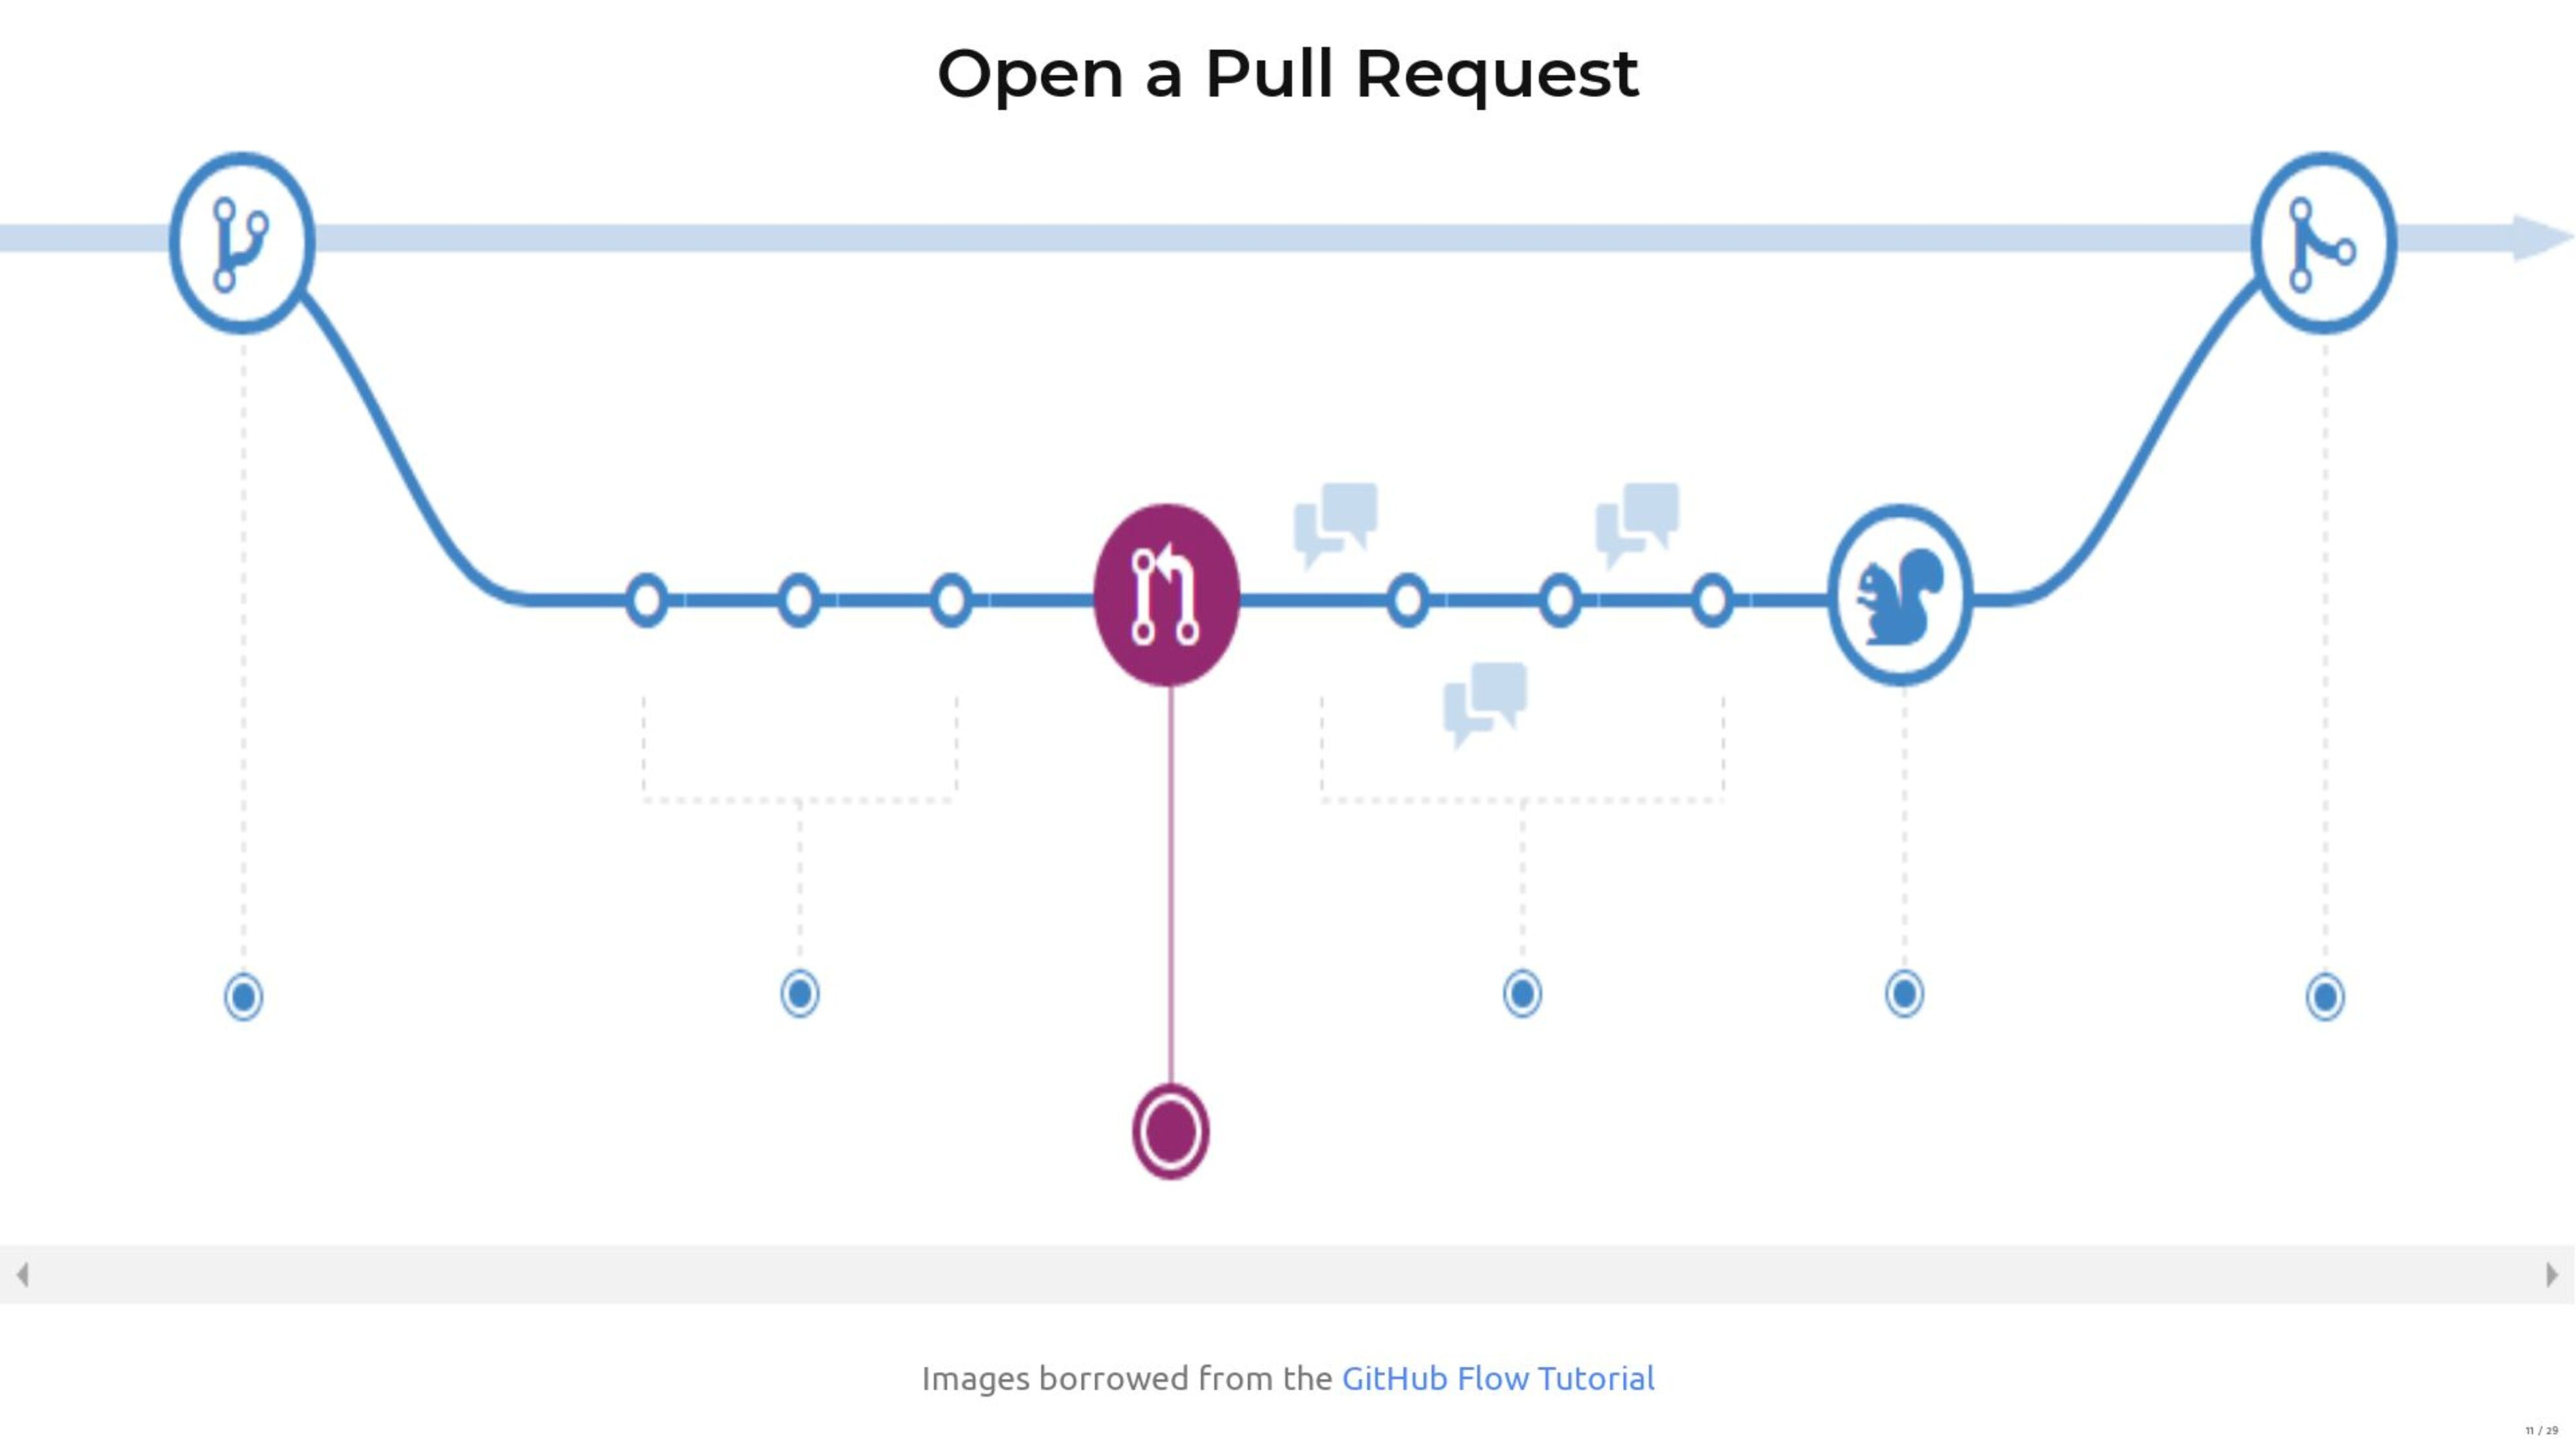 Open a Pull Request
Images borrowed from the GitHub Flow Tutorial
11 / 29